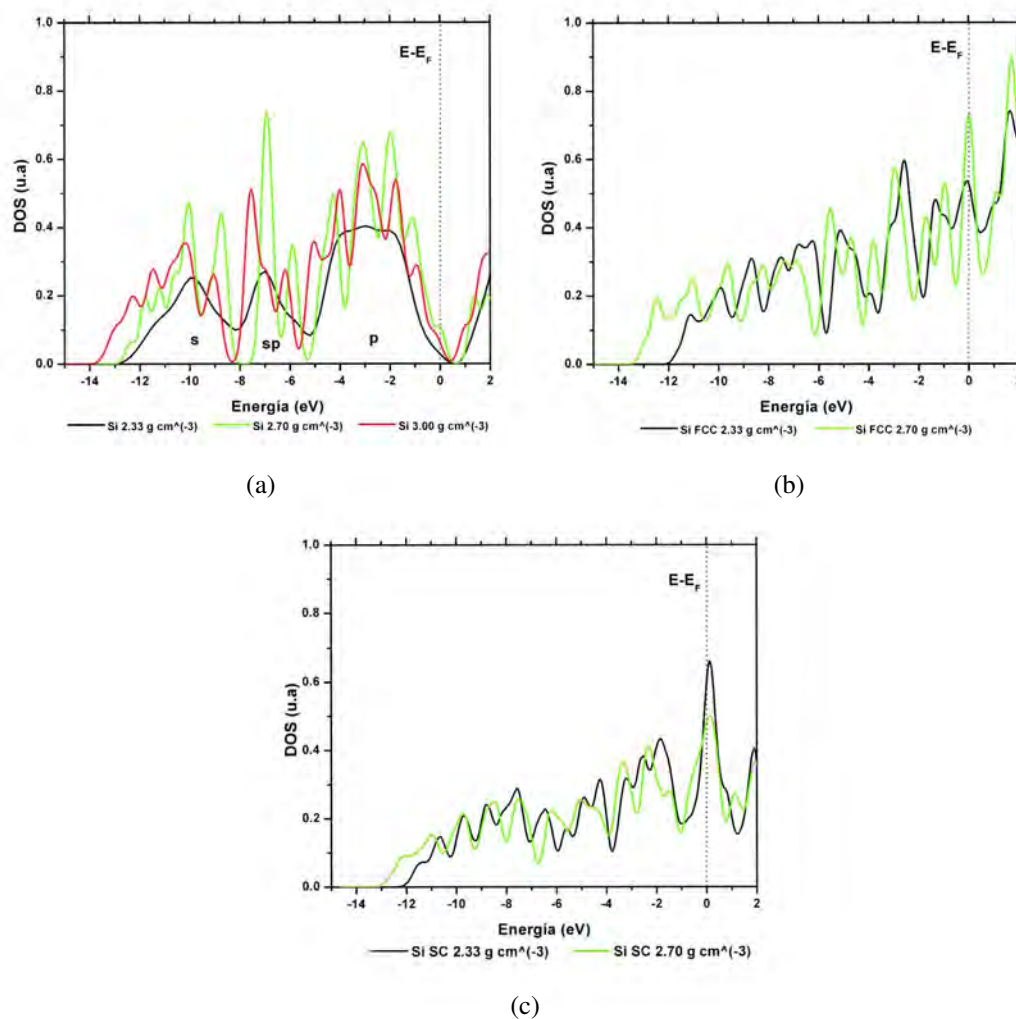 1.0
0.8
0.6
0.4
0.2
0.0
DOS (u.a)
E-E_F
s
sp
p
-14 -12 -10 -8 -6 -4 -2 0 2
Energía (eV)
Si 2.33 g cm^(-3) Si 2.70 g cm^(-3) Si 3.00 g cm^(-3)
(a)
1.0
0.8
0.6
0.4
0.2
0.0
DOS (u.a)
E-E_F
-14 -12 -10 -8 -6 -4 -2 0 2
Energía (eV)
Si FCC 2.33 g cm^(-3) Si FCC 2.70 g cm^(-3)
(b)
1.0
0.8
0.6
0.4
0.2
0.0
DOS (u.a)
E-E_F
-14 -12 -10 -8 -6 -4 -2 0 2
Energía (eV)
Si SC 2.33 g cm^(-3) Si SC 2.70 g cm^(-3)
(c)